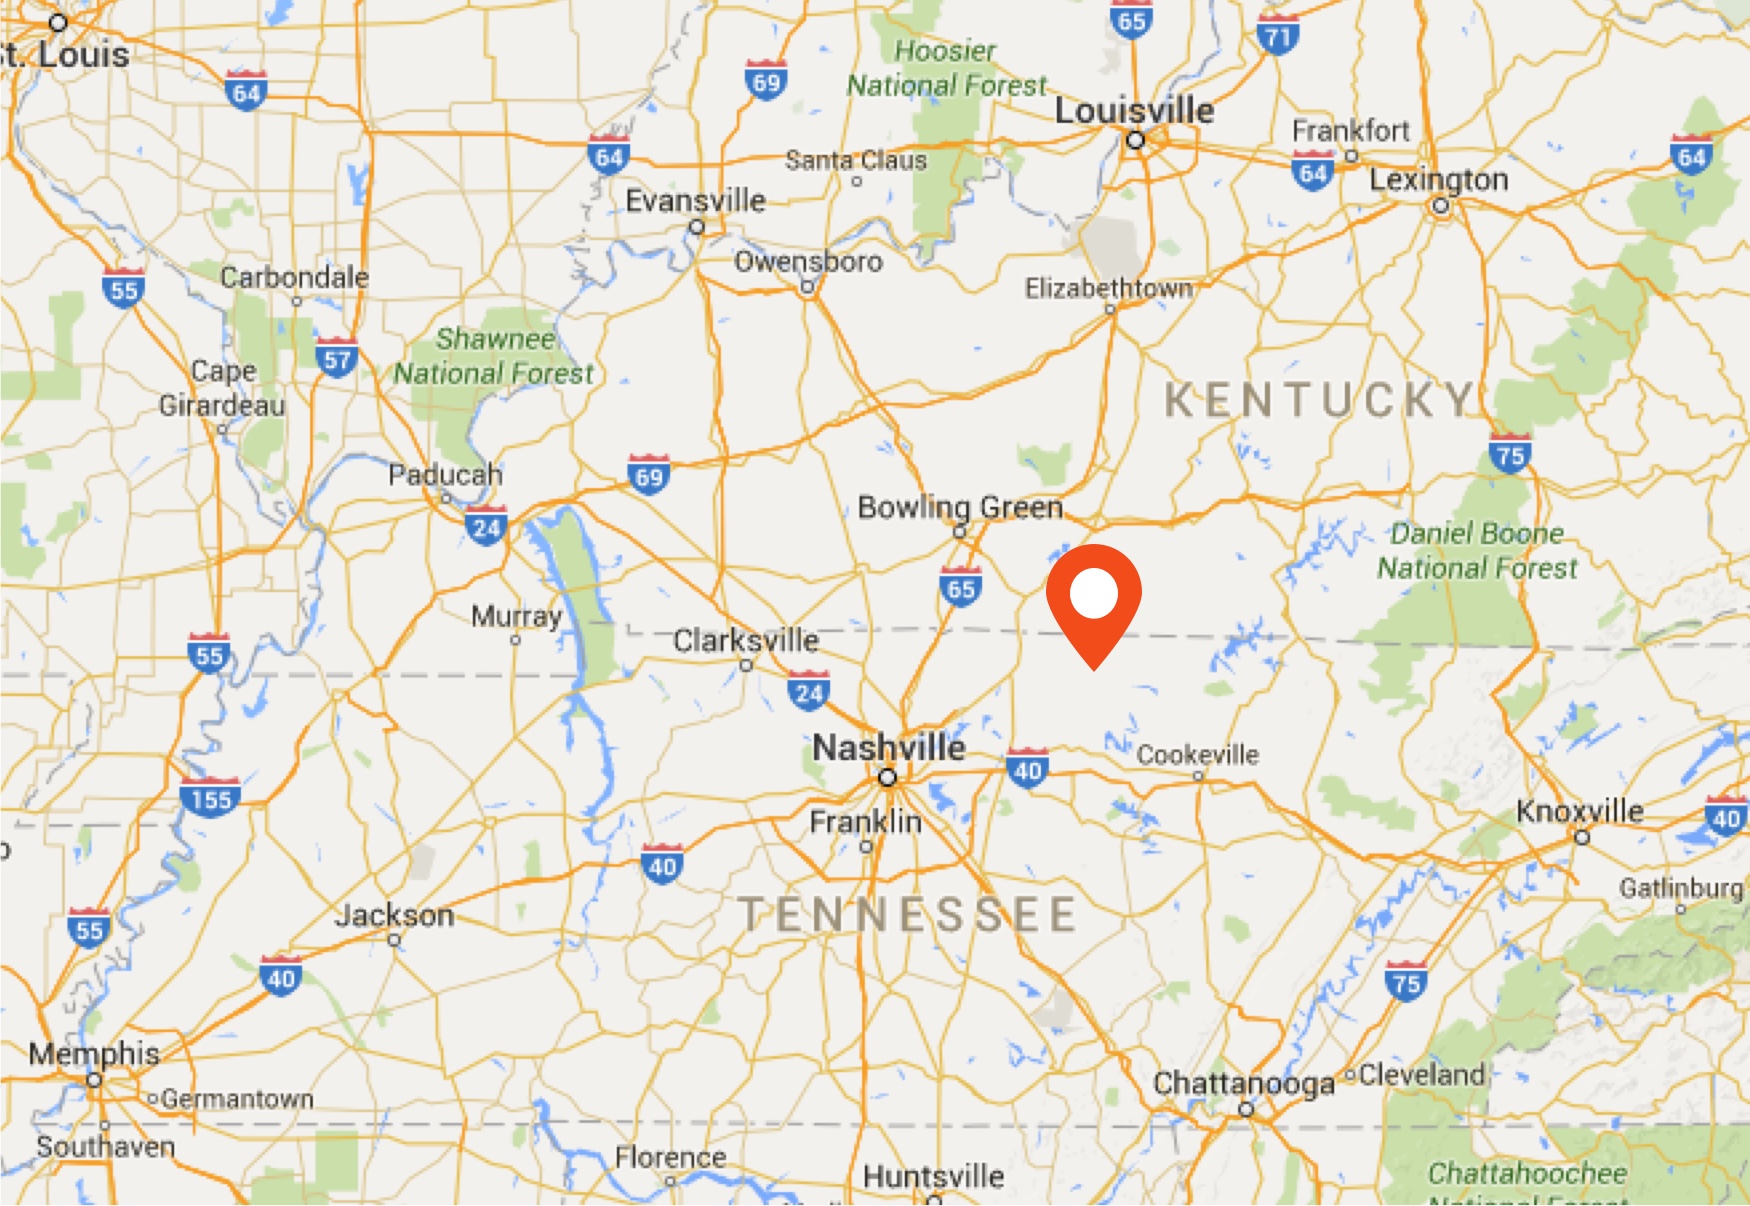 65
71
St. Louis
Hoosier
National Forest
69
64
Louisville
Frankfort
64
Santa Claus
64
64
Lexington
Evansville
Owensboro
Carbondale
55
Elizabethtown
Shawnee
National Forest
57
Cape
Girardeau
KENTUCKY
75
Paducah
69
24
Bowling Green
Daniel Boone
National Forest
65
Murray
Clarksville
55
24
Nashville
40
Cookeville
155
Franklin
Knoxville
40
40
Gatlinburg
Jackson
TENNESSEE
55
40
75
Memphis
Germantown
Chattanooga
Cleveland
Southaven
Florence
Huntsville
Chattahoochee
National Forest